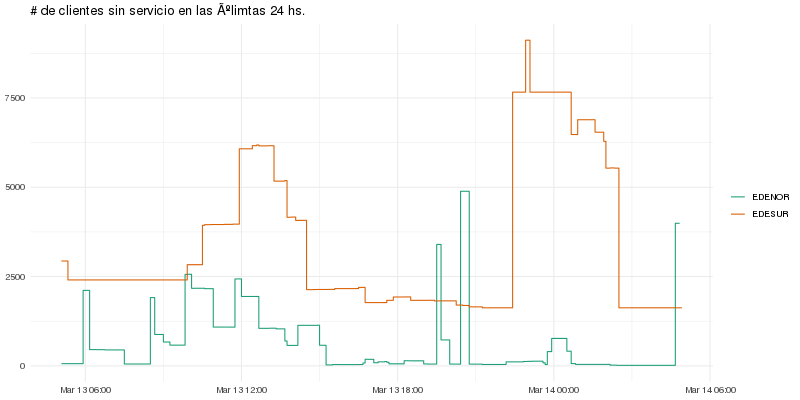 # de clientes sin servicio en las Ãºlimtas 24 hs.
7500
5000
2500
0
Mar 13 06:00
Mar 13 12:00
Mar 13 18:00
Mar 14 00:00
Mar 14 06:00
EDENOR
EDESUR